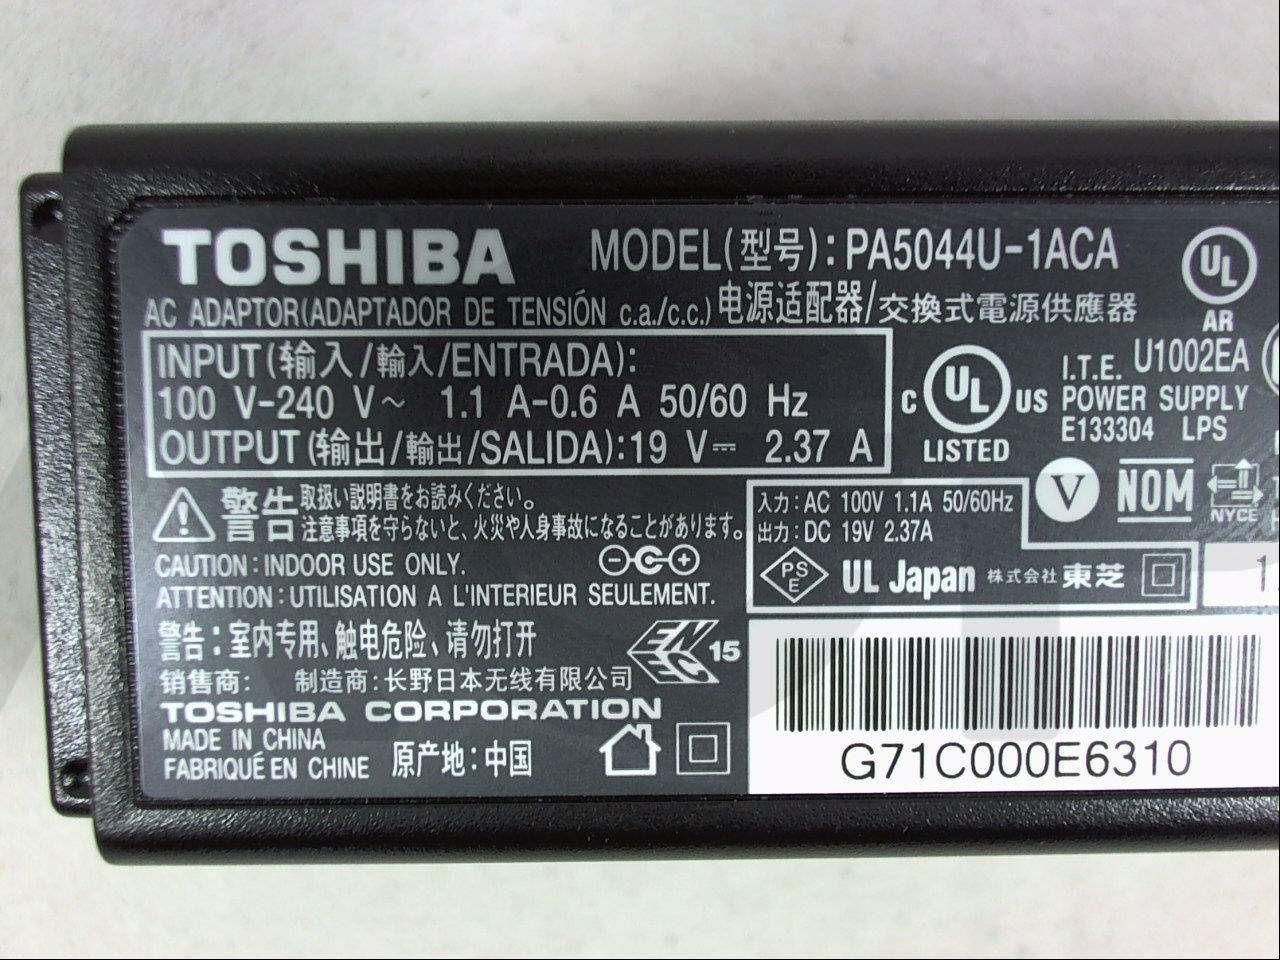 TOSHIBA MODEL(型号):PA5044U-1ACA
UL
AR
AC ADAPTOR(ADAPTADOR DE TENSIÓN c.a./c.c.)电源适配器/交換式電源供應器
INPUT(输入/輸入/ENTRADA):
100 V-240 V~ 1.1 A-0.6 A 50/60 Hz
OUTPUT(输出/輸出/SALIDA):19 V⎓ 2.37 A
C UL US
LISTED
I.T.E. U1002EA
POWER SUPPLY
E133304 LPS
V NOM NYCE
警告 取扱い説明書をお読みください。
注意事項を守らないと、火災や人身事故になることがあります。
入力:AC 100V 1.1A 50/60Hz
出力:DC 19V 2.37A
PS
E
UL Japan 株式会社 東芝
CAUTION:INDOOR USE ONLY.
ATTENTION:UTILISATION A L'INTERIEUR SEULEMENT.
警告:室内专用、触电危险、请勿打开
ENEC 15
销售商: 制造商:长野日本无线有限公司
TOSHIBA CORPORATION
MADE IN CHINA
FABRIQUÉ EN CHINE 原产地:中国
1
G71C000E6310